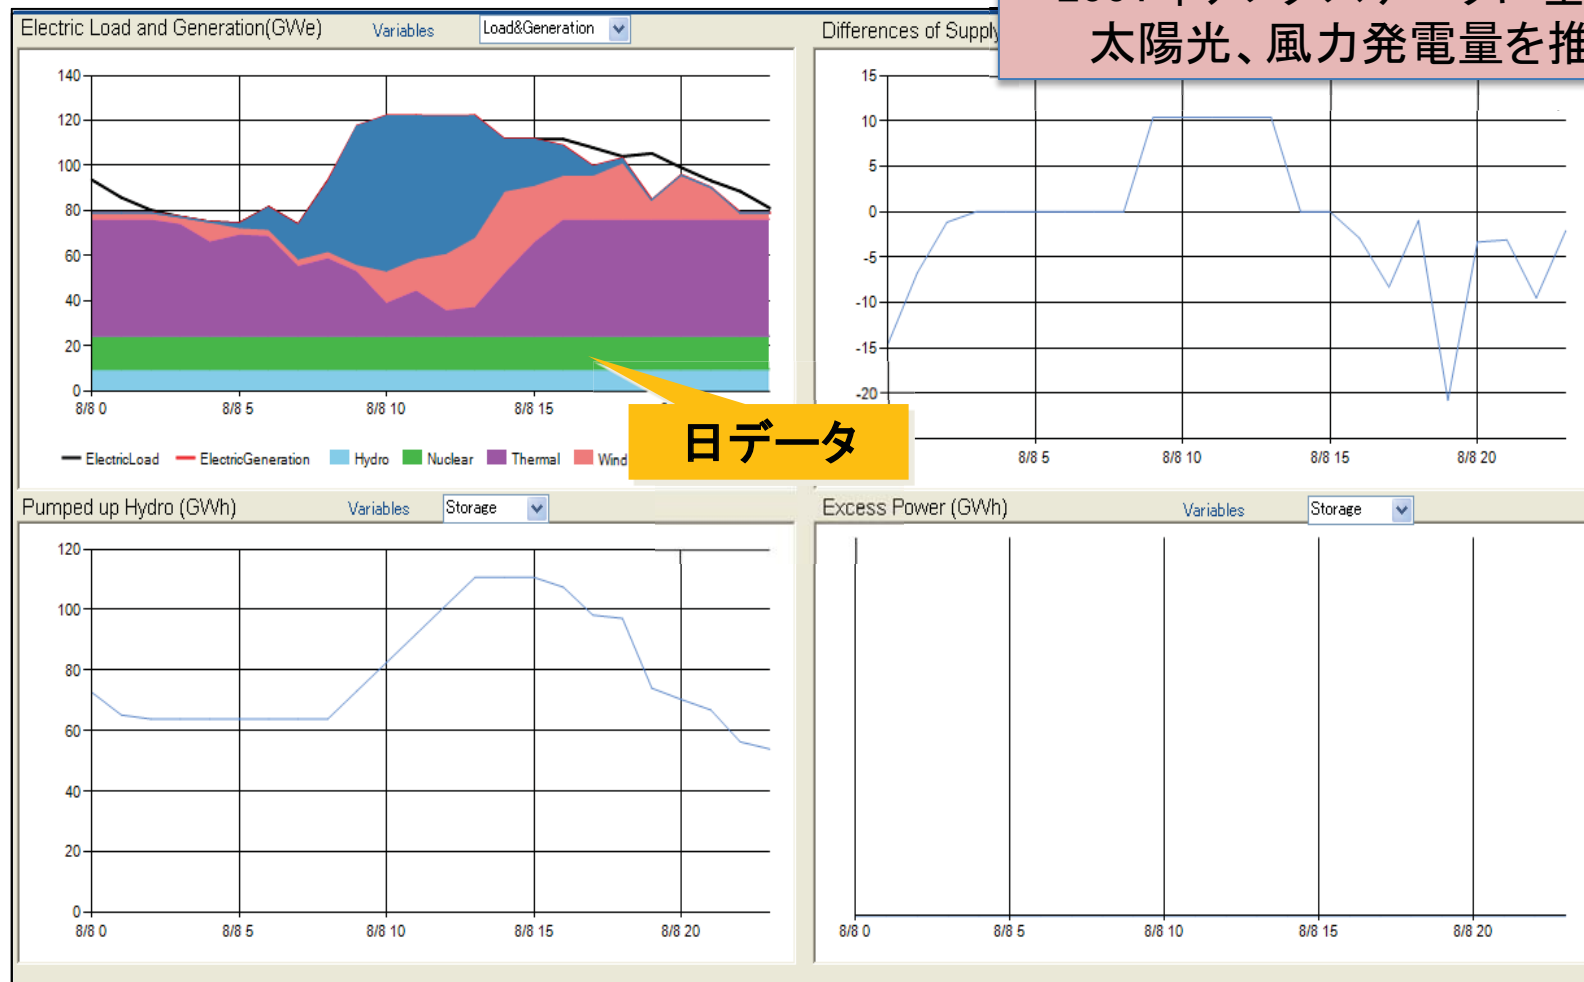 太陽光、風力発電量を推
Electric Load and Generation(GWe)
Variables
Load&Generation
Differences of Supply
140
120
100
80
60
40
20
0
8/8 0
8/8 5
8/8 10
8/8 15
ElectricLoad
ElectricGeneration
Hydro
Nuclear
Thermal
Wind
日データ
15
10
5
0
-5
-10
-15
-20
8/8 5
8/8 10
8/8 15
8/8 20
Pumped up Hydro (GWh)
Variables
Storage
120
100
80
60
40
20
0
8/8 0
8/8 5
8/8 10
8/8 15
8/8 20
Excess Power (GWh)
Variables
Storage
8/8 0
8/8 5
8/8 10
8/8 15
8/8 20